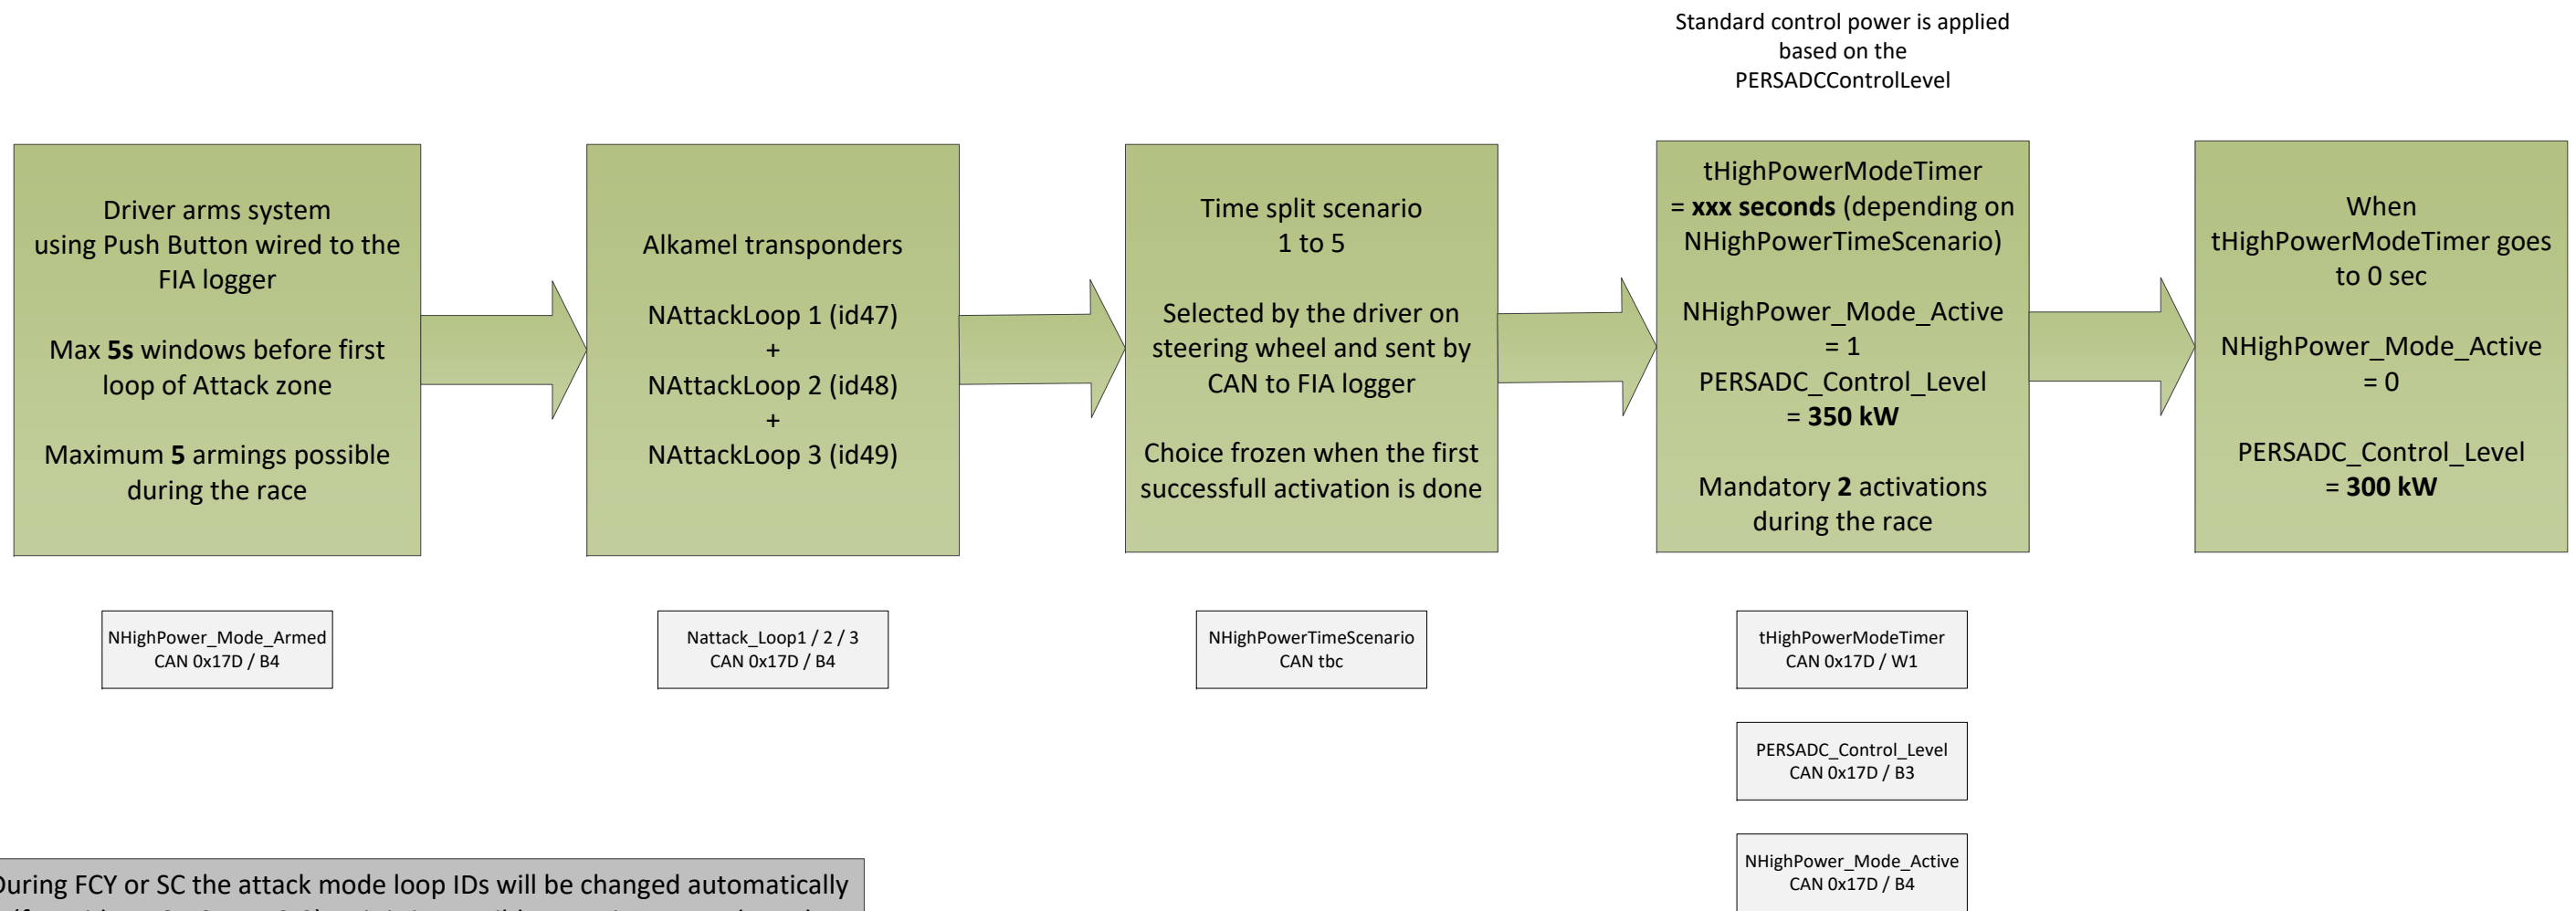 Standard control power is applied
based on the
PERSADCControlLevel
Driver arms system
using Push Button wired to the
FIA logger
Max 5s windows before first
loop of Attack zone
Maximum 5 armings possible
during the race
Alkamel transponders
NAttackLoop 1 (id47)
+
NAttackLoop 2 (id48)
+
NAttackLoop 3 (id49)
Time split scenario
1 to 5
Selected by the driver on
steering wheel and sent by
CAN to FIA logger
Choice frozen when the first
successfull activation is done
tHighPowerModeTimer
= xxx seconds (depending on
NHighPowerTimeScenario)
NHighPower_Mode_Active
= 1
PERSADC_Control_Level
= 350 kW
Mandatory 2 activations
during the race
When
tHighPowerModeTimer goes
to 0 sec
NHighPower_Mode_Active
= 0
PERSADC_Control_Level
= 300 kW
NHighPower_Mode_Armed
CAN 0x17D / B4
Nattack_Loop1 / 2 / 3
CAN 0x17D / B4
NHighPowerTimeScenario
CAN tbc
tHighPowerModeTimer
CAN 0x17D / W1
PERSADC_Control_Level
CAN 0x17D / B3
NHighPower_Mode_Active
CAN 0x17D / B4
During FCY or SC the attack mode loop IDs will be changed automatically